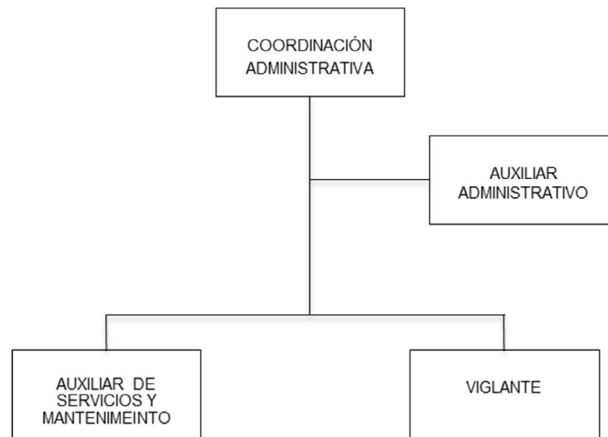 COORDINACIÓN
ADMINISTRATIVA
AUXILIAR
ADMINISTRATIVO
AUXILIAR DE
SERVICIOS Y
MANTENIMEINTO
VIGLANTE